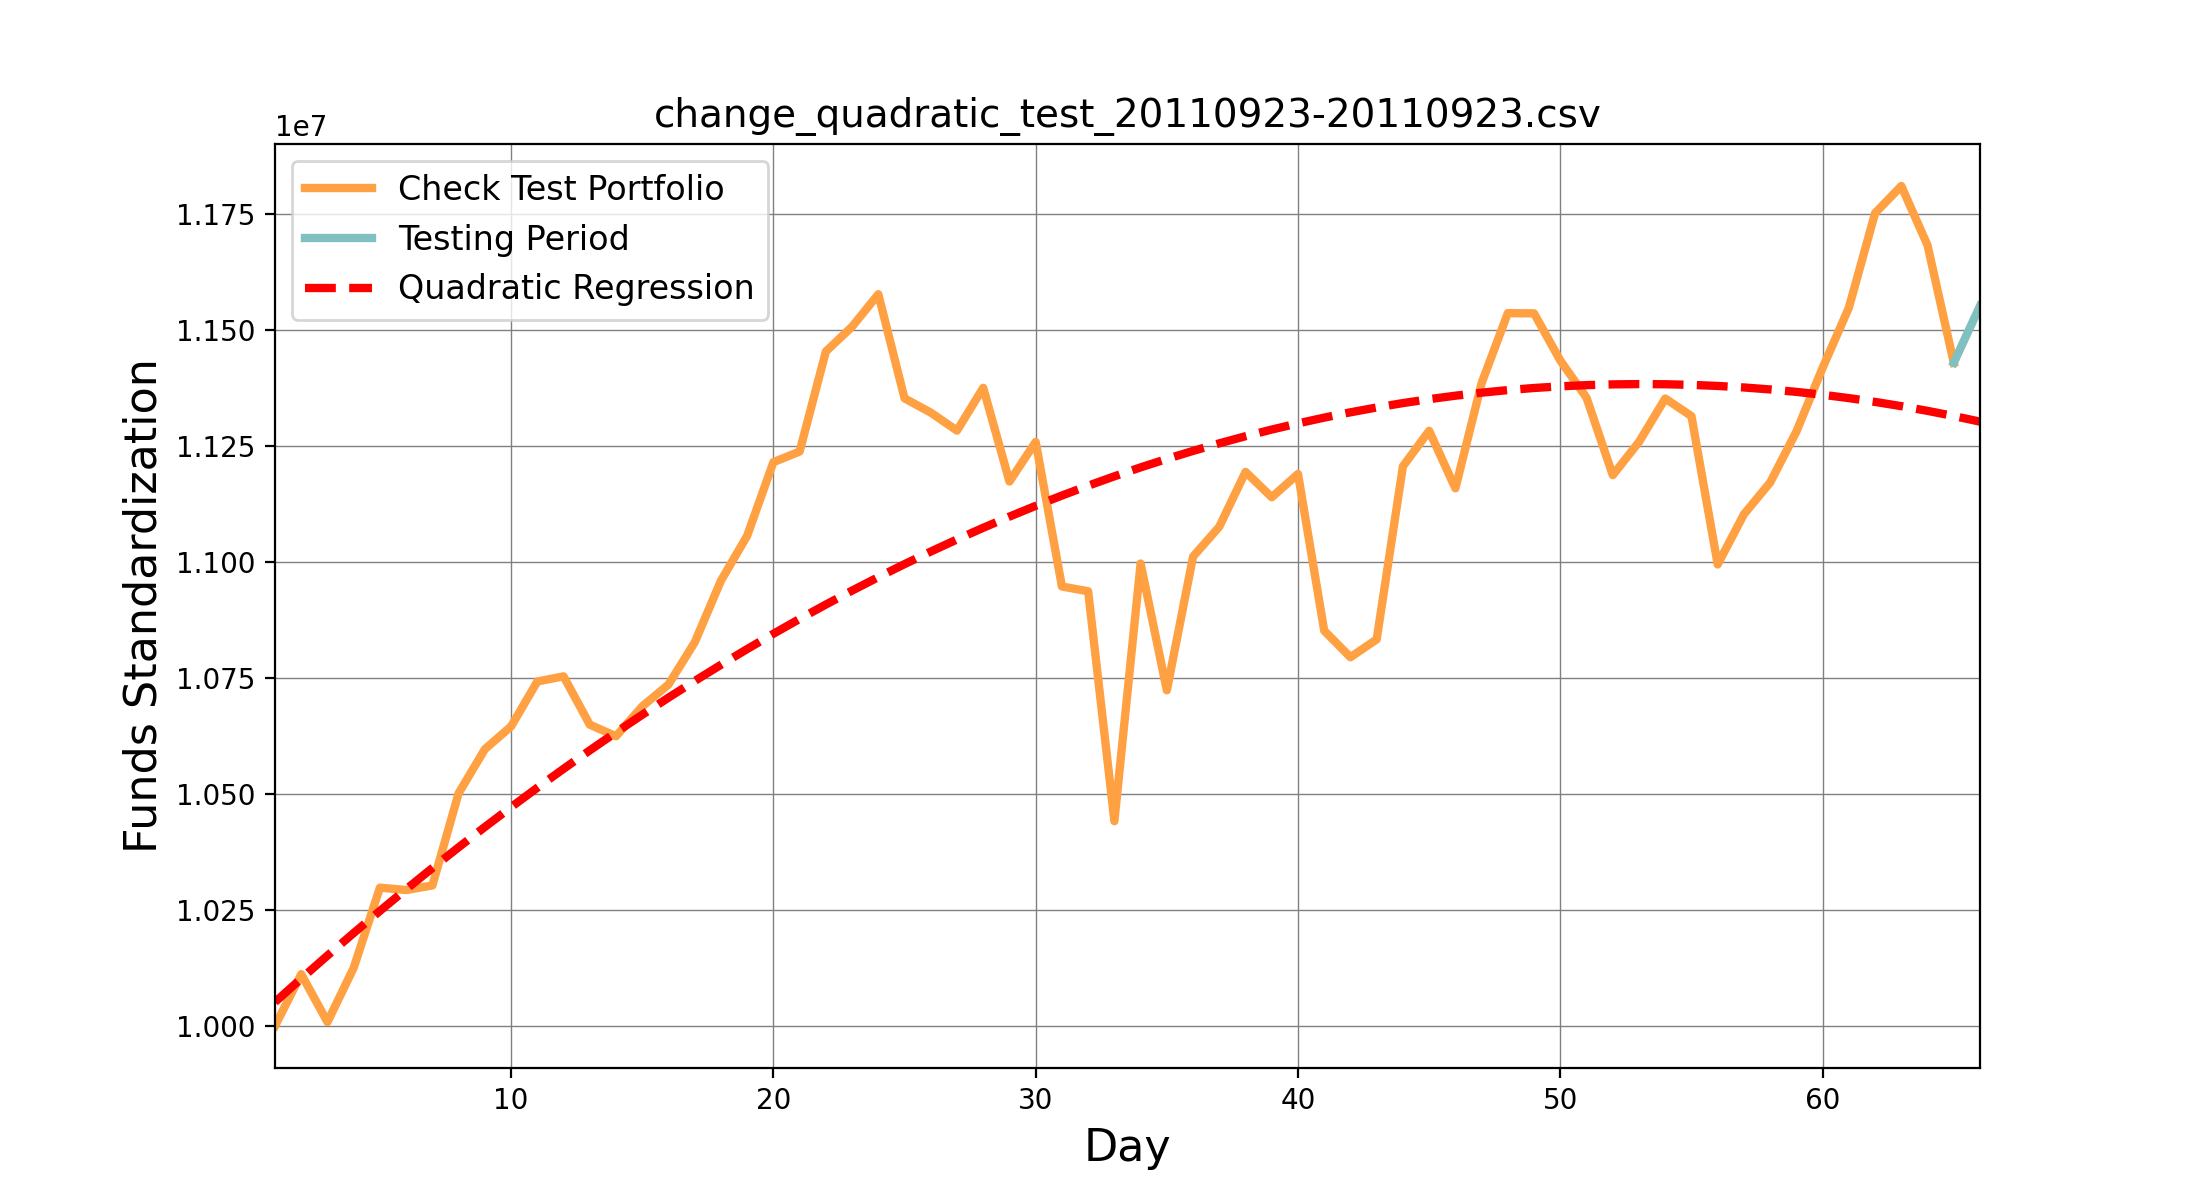 change_quadratic_test_20110923-20110923.csv
1e7
Check Test Portfolio
Testing Period
Quadratic Regression
1.175
1.150
1.125
1.100
1.075
1.050
1.025
1.000
Funds Standardization
10 20 30 40 50 60
Day